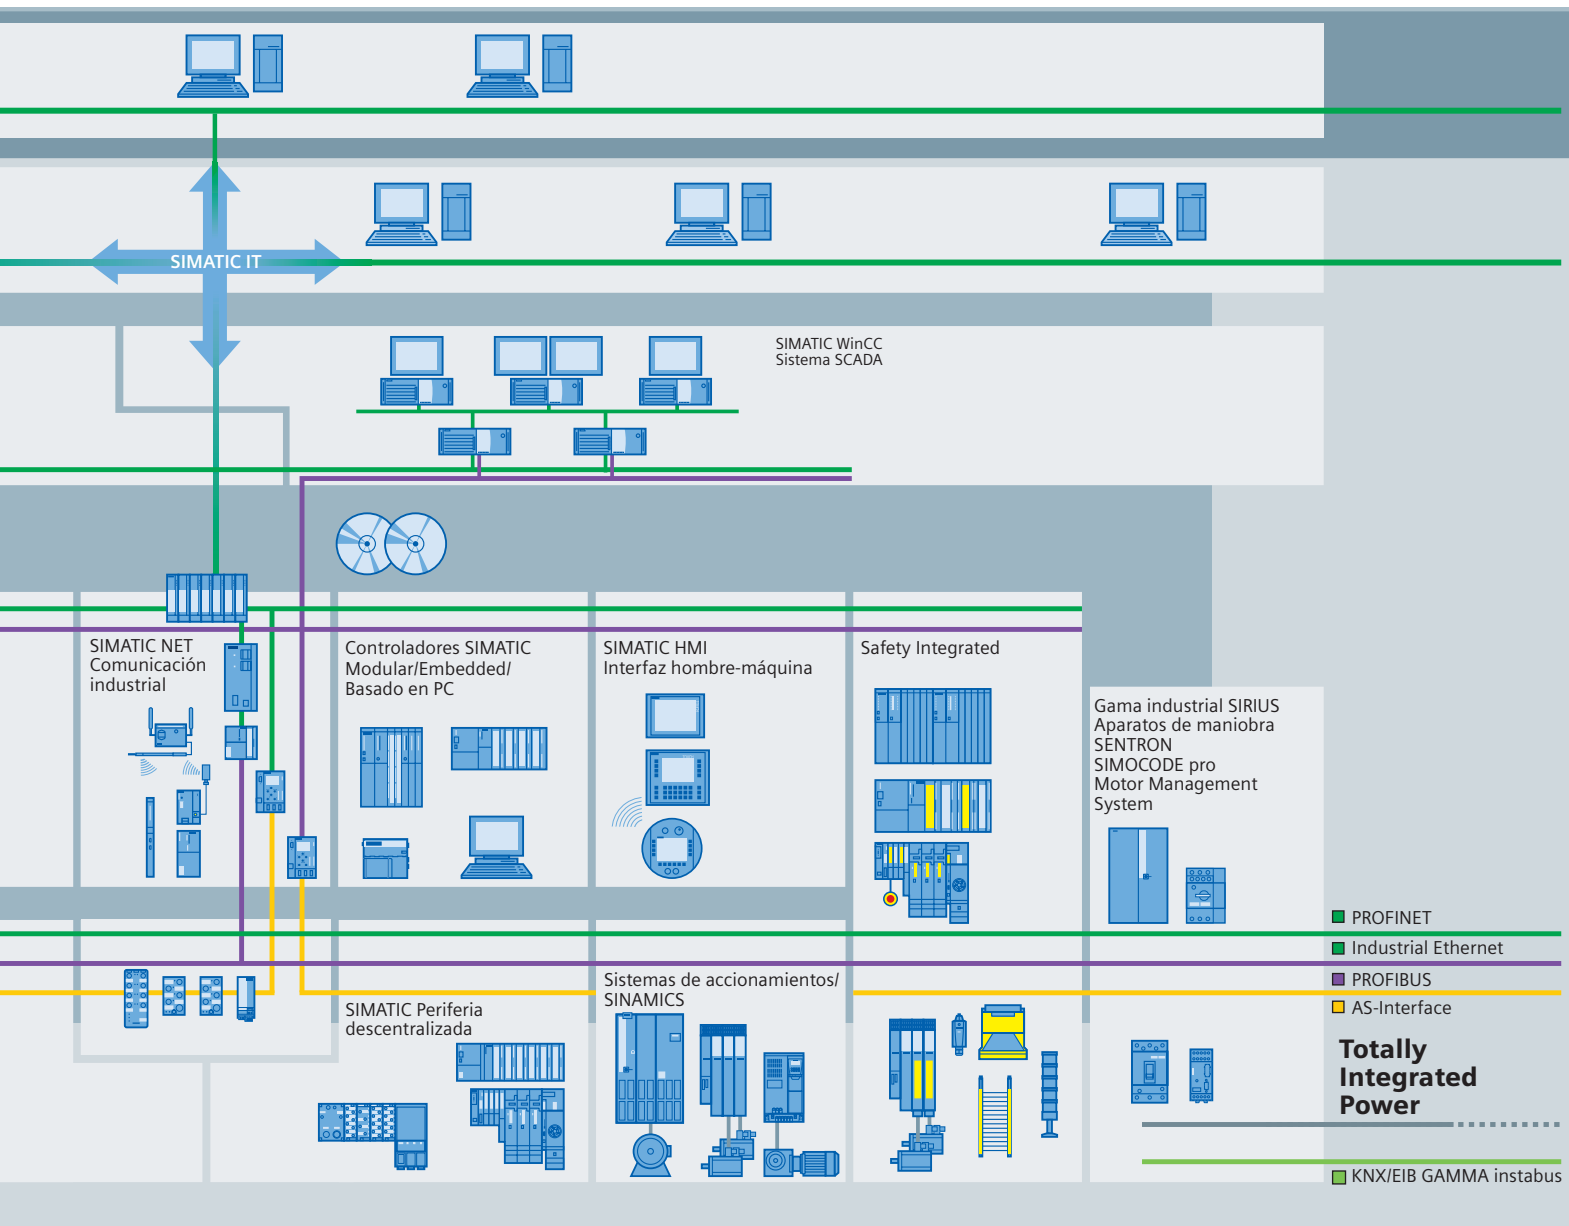 SIMATIC IT
SIMATIC WinCC
Sistema SCADA
SIMATIC NET
Comunicación
industrial
Controladores SIMATIC
Modular/Embedded/
Basado en PC
SIMATIC HMI
Interfaz hombre-máquina
Safety Integrated
Gama industrial SIRIUS
Aparatos de maniobra
SENTRON
SIMOCODE pro
Motor Management
System
SIMATIC Periferia
descentralizada
Sistemas de accionamientos/
SINAMICS
PROFINET
Industrial Ethernet
PROFIBUS
AS-Interface
Totally
Integrated
Power
KNX/EIB GAMMA instabus